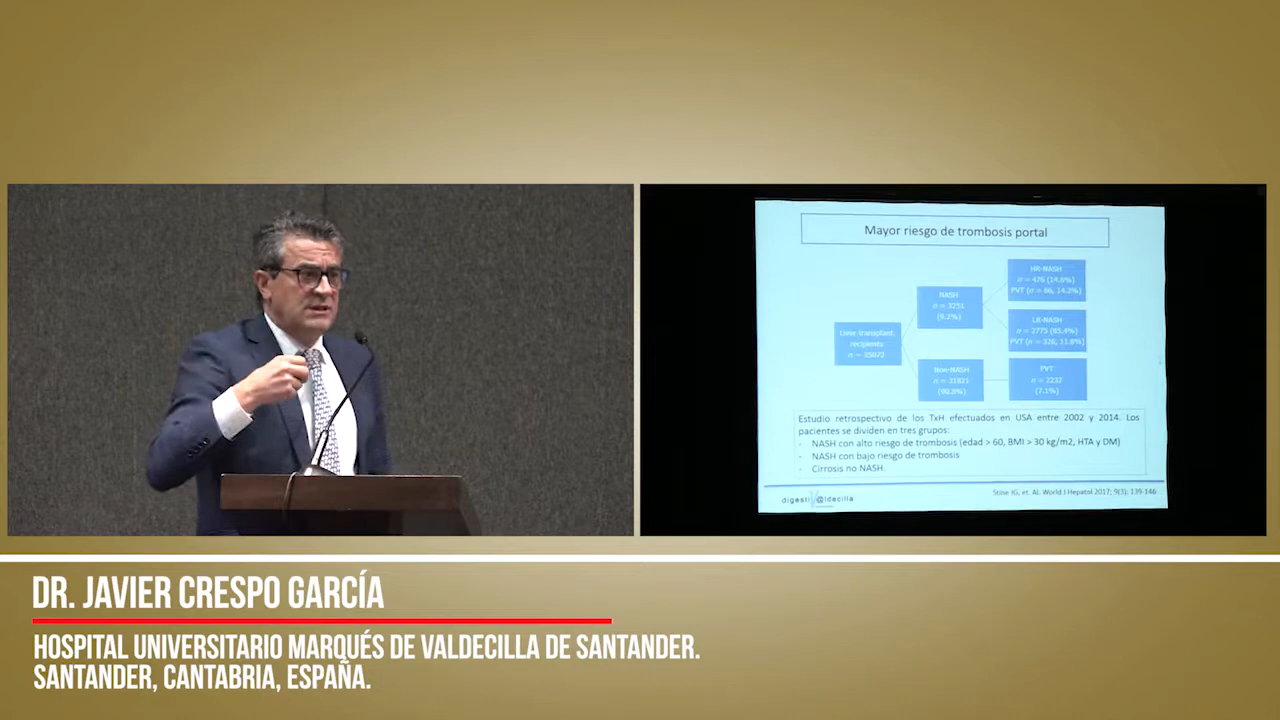 Mayor riesgo de trombosis portal
HR-NASH
n = 476 (14.6%)
PVT (n = 66, 14.2%)
NASH
n = 3251
(9.2%)
LR-NASH
n = 2775 (85.4%)
PVT (n = 328, 11.8%)
Liver transplant
recipients
n = 35072
Non-NASH
n = 31821
(90.8%)
PVT
n = 2232
(7.1%)
Estudio retrospectivo de los TxH efectuados en USA entre 2002 y 2014. Los
pacientes se dividen en tres grupos:
- NASH con alto riesgo de trombosis (edad > 60, BMI > 30 kg/m2, HTA y DM)
- NASH con bajo riesgo de trombosis
- Cirrosis no NASH.
digestiV@ldecilla
Stine JG, et. Al. World J Hepatol 2017; 9(3); 139-146
DR. JAVIER CRESPO GARCÍA
HOSPITAL UNIVERSITARIO MARQUÉS DE VALDECILLA DE SANTANDER.
SANTANDER, CANTABRIA, ESPAÑA.